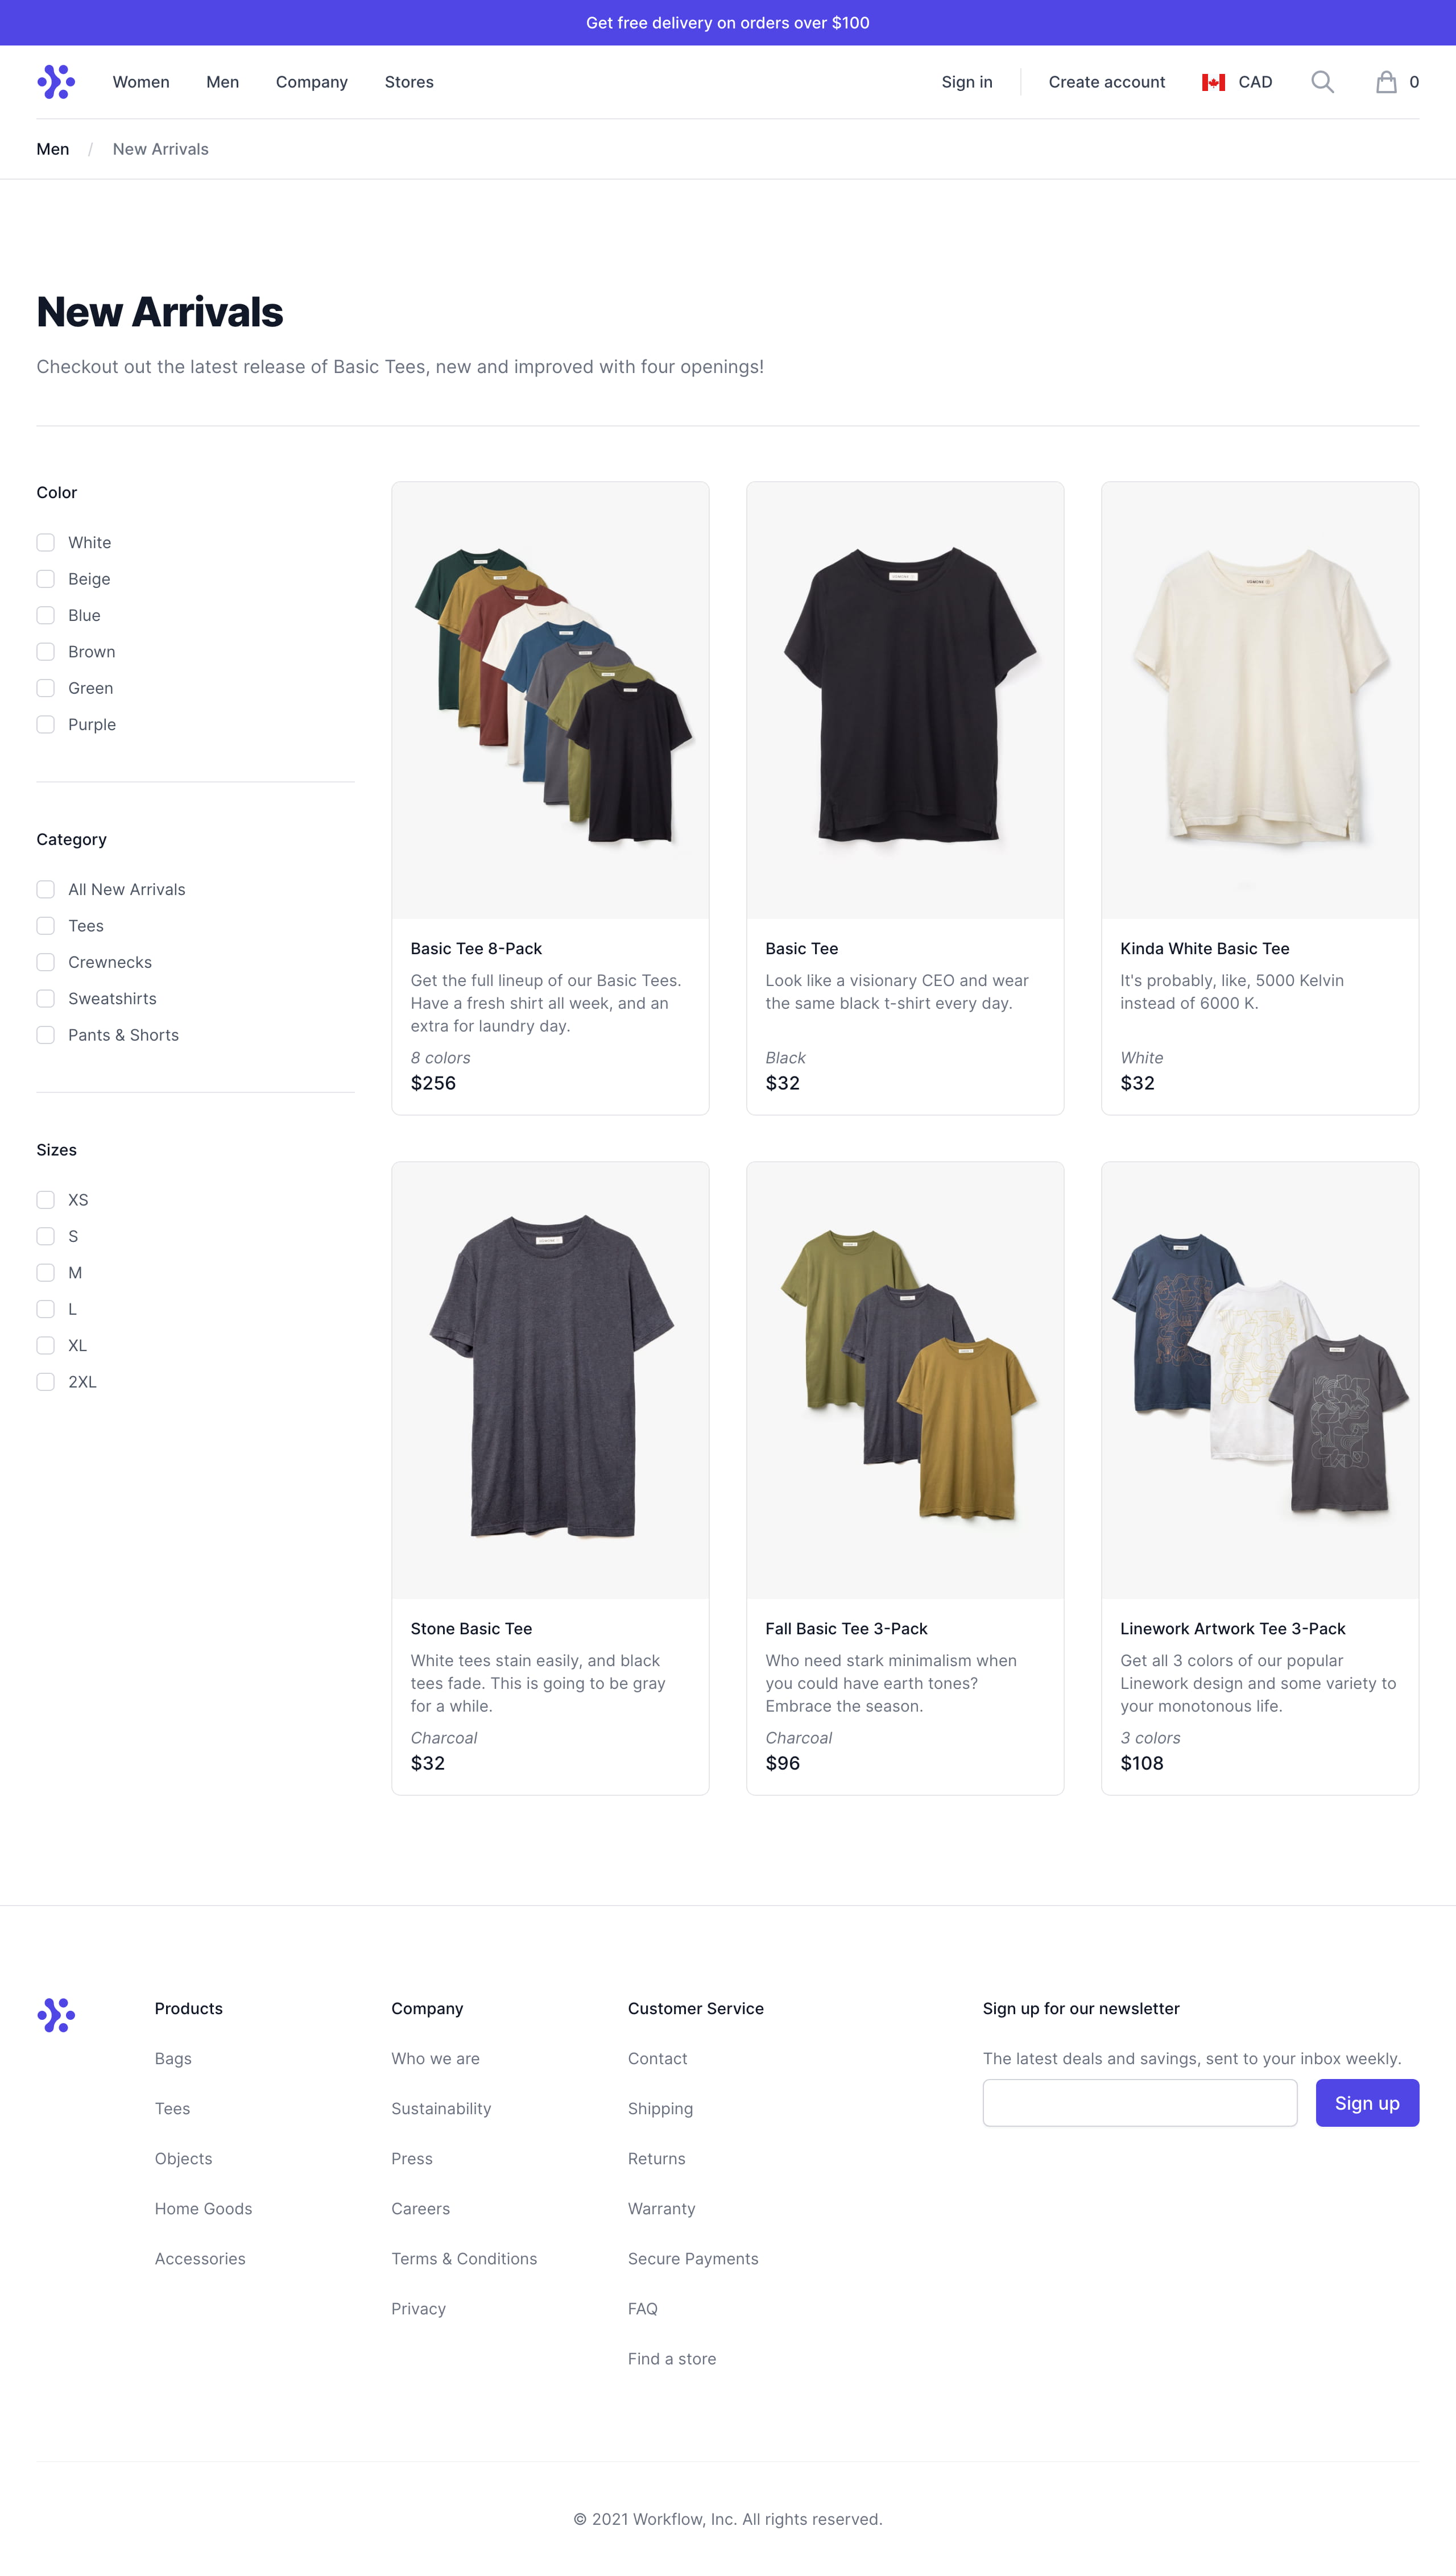 Get free delivery on orders over $100
Women
Men
Company
Stores
Sign in
Create account
CAD
0
Men / New Arrivals
New Arrivals
Checkout out the latest release of Basic Tees, new and improved with four openings!
Color
White
Beige
Blue
Brown
Green
Purple
Category
All New Arrivals
Tees
Crewnecks
Sweatshirts
Pants & Shorts
Sizes
XS
S
M
L
XL
2XL
Basic Tee 8-Pack
Get the full lineup of our Basic Tees.
Have a fresh shirt all week, and an
extra for laundry day.
8 colors
$256
Basic Tee
Look like a visionary CEO and wear
the same black t-shirt every day.
Black
$32
Kinda White Basic Tee
It's probably, like, 5000 Kelvin
instead of 6000 K.
White
$32
Stone Basic Tee
White tees stain easily, and black
tees fade. This is going to be gray
for a while.
Charcoal
$32
Fall Basic Tee 3-Pack
Who need stark minimalism when
you could have earth tones?
Embrace the season.
Charcoal
$96
Linework Artwork Tee 3-Pack
Get all 3 colors of our popular
Linework design and some variety to
your monotonous life.
3 colors
$108
Products
Bags
Tees
Objects
Home Goods
Accessories
Company
Who we are
Sustainability
Press
Careers
Terms & Conditions
Privacy
Customer Service
Contact
Shipping
Returns
Warranty
Secure Payments
FAQ
Find a store
Sign up for our newsletter
The latest deals and savings, sent to your inbox weekly.
Sign up
© 2021 Workflow, Inc. All rights reserved.